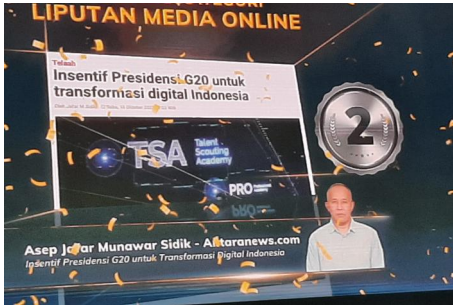 LIPUTAN MEDIA ONLINE
Telaah
Insentif Presidensi G20 untuk
transformasi digital Indonesia
TSA
Talent
Scouting
Academy
PRO
2
Asep Jafar Munawar Sidik - Antaranews.com
Insentif Presidensi G20 untuk Transformasi Digital Indonesia